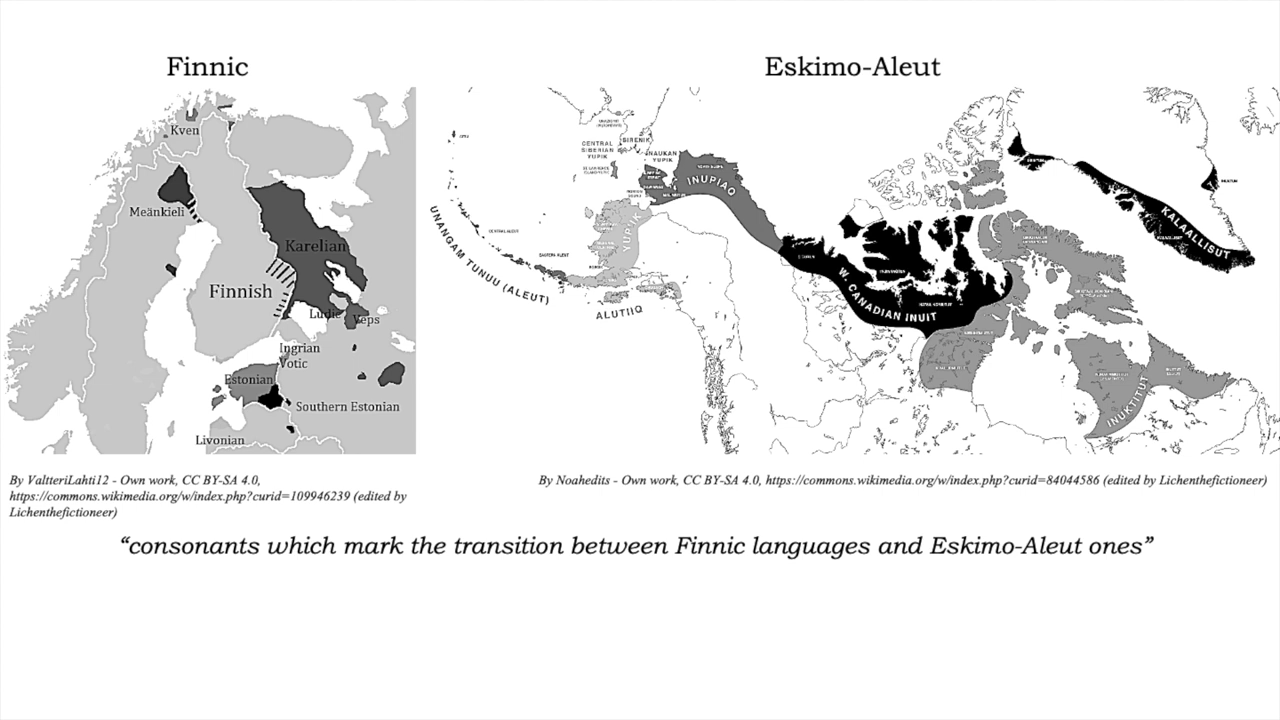 Finnic
Eskimo-Aleut
Kven
Meänkieli
Karelian
Finnish
Ludic
Veps
Ingrian
Votic
Estonian
Southern Estonian
Livonian
CENTRAL
SIBERIAN
YUPIK
SIRENIK
NAUKAN
YUPIK
INUPIAQ
YUPIK
UNANGAM TUNUU (ALEUT)
ALUTIIQ
W. CANADIAN INUIT
INUKTITUT
KALAALLISUT
By ValtteriLahti12 - Own work, CC BY-SA 4.0,
https://commons.wikimedia.org/w/index.php?curid=109946239 (edited by
Lichenthefictioneer)
By Noahedits - Own work, CC BY-SA 4.0, https://commons.wikimedia.org/w/index.php?curid=84044586 (edited by Lichenthefictioneer)
“consonants which mark the transition between Finnic languages and Eskimo-Aleut ones”